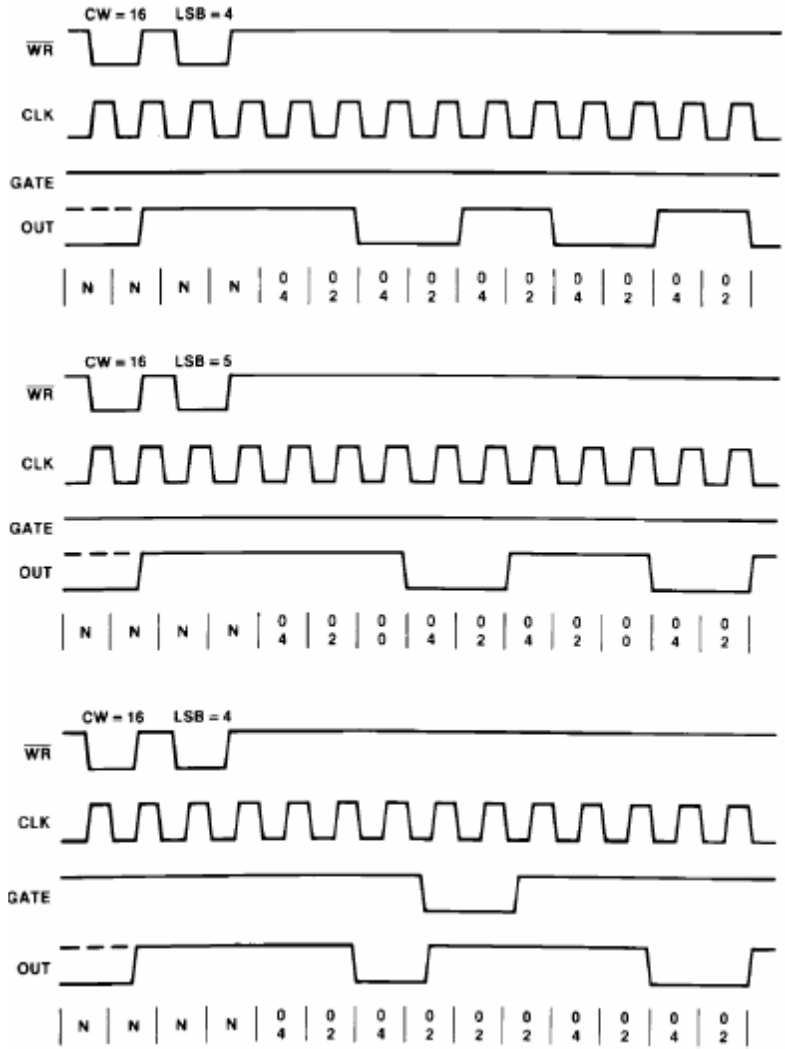 CW = 16 LSB = 4
WR
CLK
GATE
OUT
N N N N 0 0 0 0 0 0 0 0 0 0
4 2 4 2 4 2 4 2 4 2
CW = 16 LSB = 5
WR
CLK
GATE
OUT
N N N N 0 0 0 0 0 0 0 0 0 0
4 2 0 4 2 4 2 0 4 2
CW = 16 LSB = 4
WR
CLK
GATE
OUT
N N N N 0 0 0 0 0 0 0 0 0 0
4 2 4 2 2 2 4 2 4 2